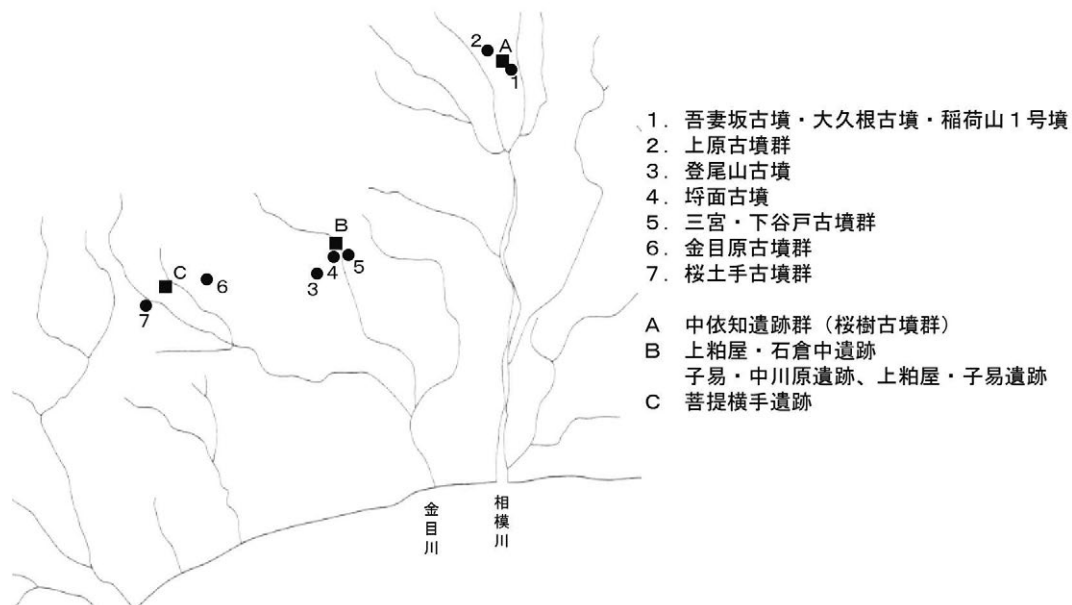 2
A
1
B
4
5
3
C
6
7
金目川
相模川
1．吾妻坂古墳・大久根古墳・稲荷山１号墳
2．上原古墳群
3．登尾山古墳
4．埒面古墳
5．三宮・下谷戸古墳群
6．金目原古墳群
7．桜土手古墳群
A 中依知遺跡群（桜樹古墳群）
B 上粕屋・石倉中遺跡
子易・中川原遺跡、上粕屋・子易遺跡
C 菩提横手遺跡